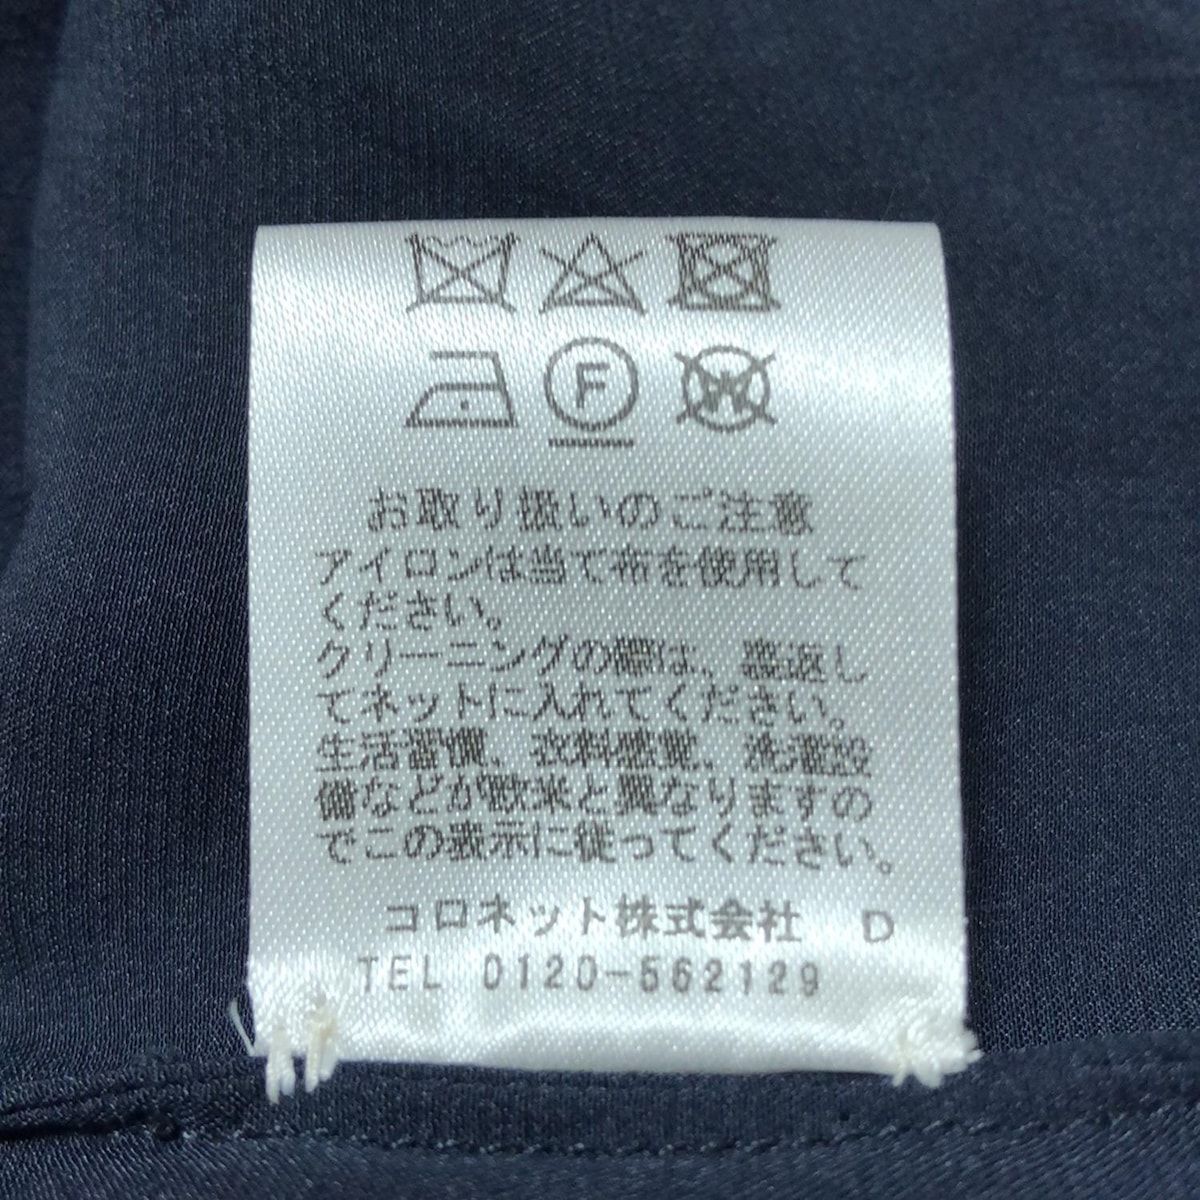 F W
お取り扱いのご注意
アイロンは当て布を使用して
ください。
クリーニングの際は、裏返し
てネットに入れてください。
生活習慣、衣料感覚、洗濯設
備などが欧米と異なりますの
でこの表示に従ってください。
コロネット株式会社 D
TEL 0120-562129